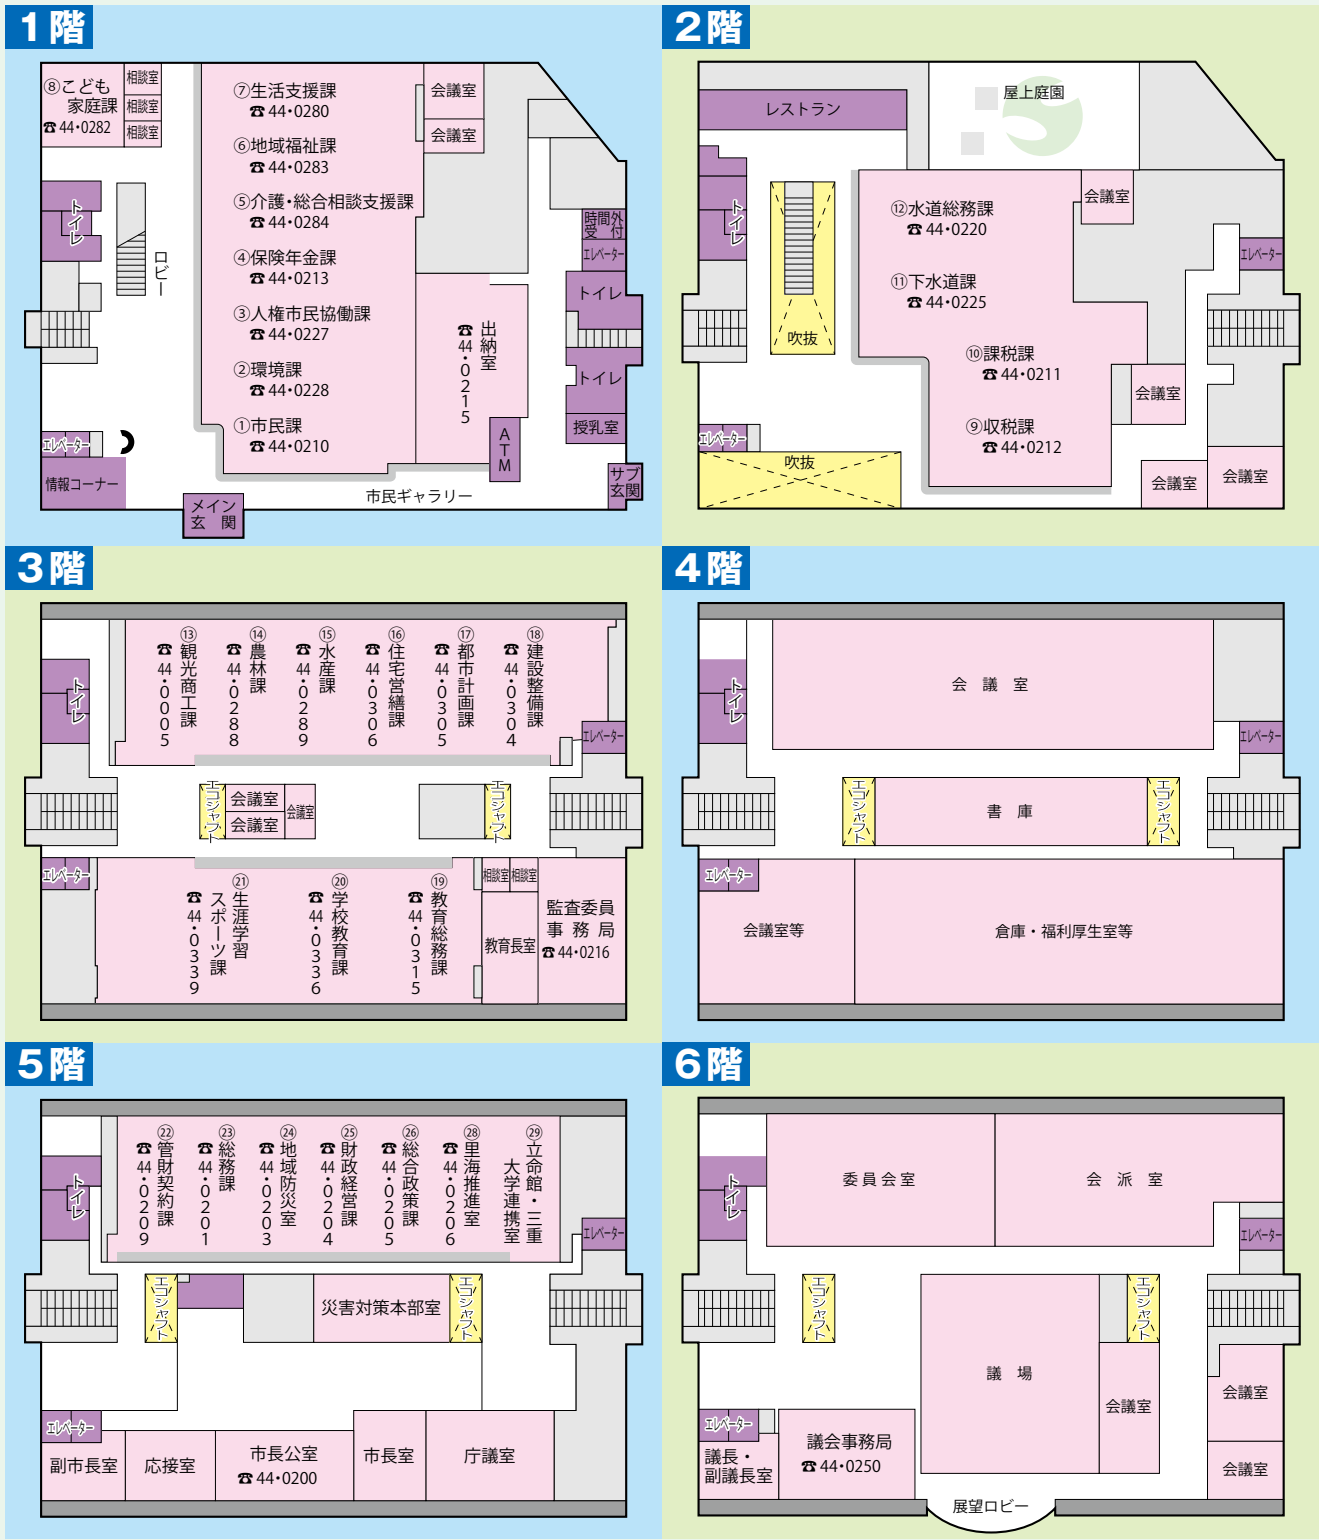 1階
⑧こども
家庭課
☎44・0282
相談室
相談室
相談室
⑦生活支援課
☎44・0280
⑥地域福祉課
☎44・0283
⑤介護・総合相談支援課
☎44・0284
④保険年金課
☎44・0213
③人権市民協働課
☎44・0227
②環境課
☎44・0228
①市民課
☎44・0210
会議室
会議室
トイレ
ロビー
時間外
受付
エレベーター
トイレ
出納室
☎44・0215
トイレ
授乳室
ATM
エレベーター
情報コーナー
サブ
玄関
メイン
玄関
市民ギャラリー
2階
レストラン
屋上庭園
トイレ
会議室
⑫水道総務課
☎44・0220
エレベーター
⑪下水道課
☎44・0225
吹抜
⑩課税課
☎44・0211
会議室
⑨収税課
☎44・0212
エレベーター
吹抜
会議室
会議室
3階
⑬観光商工課
☎44・0005
⑭農林課
☎44・0288
⑮水産課
☎44・0289
⑯住宅営繕課
☎44・0306
⑰都市計画課
☎44・0305
⑱建設整備課
☎44・0304
トイレ
エレベーター
エコシャフト
会議室
会議室
会議室
エコシャフト
エレベーター
㉑生涯学習
スポーツ課
☎44・0339
⑳学校教育課
☎44・0336
⑲教育総務課
☎44・0315
相談室
相談室
教育長室
監査委員
事務局
☎44・0216
4階
会議室
トイレ
エレベーター
エコシャフト
書庫
エコシャフト
エレベーター
会議室等
倉庫・福利厚生室等
5階
㉒管財契約課
☎44・0209
㉓総務課
☎44・0201
㉔地域防災室
☎44・0203
㉕財政経営課
☎44・0204
㉖総合政策課
☎44・0205
㉘里海推進室
☎44・0206
㉙立命館・三重
大学連携室
トイレ
エレベーター
エコシャフト
災害対策本部室
エコシャフト
エレベーター
副市長室
応接室
市長公室
☎44・0200
市長室
庁議室
6階
委員会室
会派室
トイレ
エレベーター
エコシャフト
エコシャフト
議場
会議室
会議室
エレベーター
議長・
副議長室
議会事務局
☎44・0250
会議室
展望ロビー